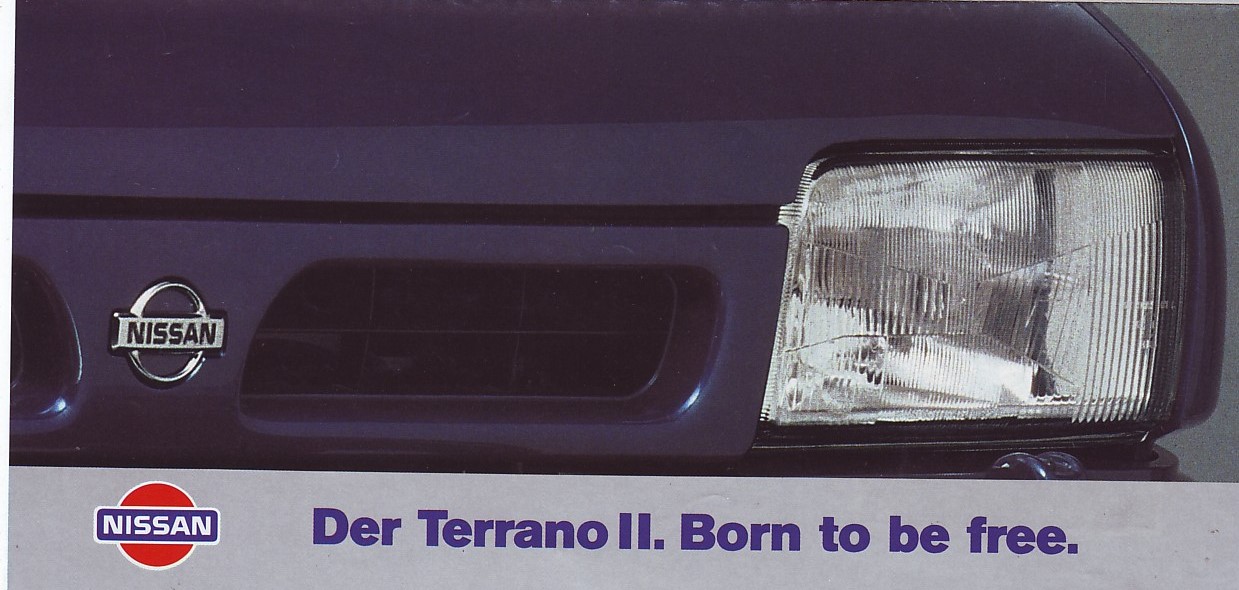 NISSAN
NISSAN
Der Terrano II. Born to be free.